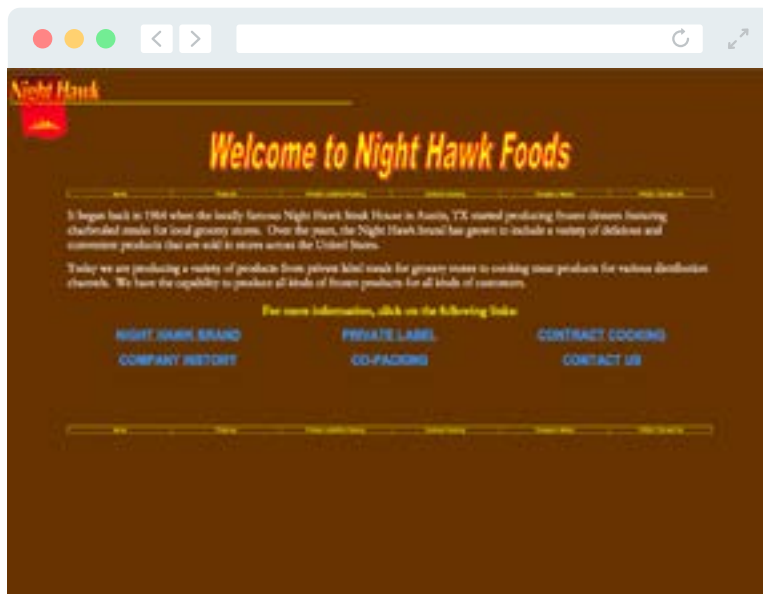 Night Hawk
Welcome to Night Hawk Foods
It began back in 1964 when the locally famous Night Hawk Steak House in Austin, TX started producing frozen dinners featuring
charbroiled steaks for local grocery stores. Over the years, the Night Hawk brand has grown to include a variety of delicious and
convenient products that are sold in stores across the United States.
Today we are producing a variety of products from private label meals for grocery stores to cooking meat products for various distribution
channels. We have the capability to produce all kinds of frozen products for all kinds of customers.
For more information, click on the following links:
NIGHT HAWK BRAND PRIVATE LABEL CONTRACT COOKING
COMPANY HISTORY CO-PACKING CONTACT US